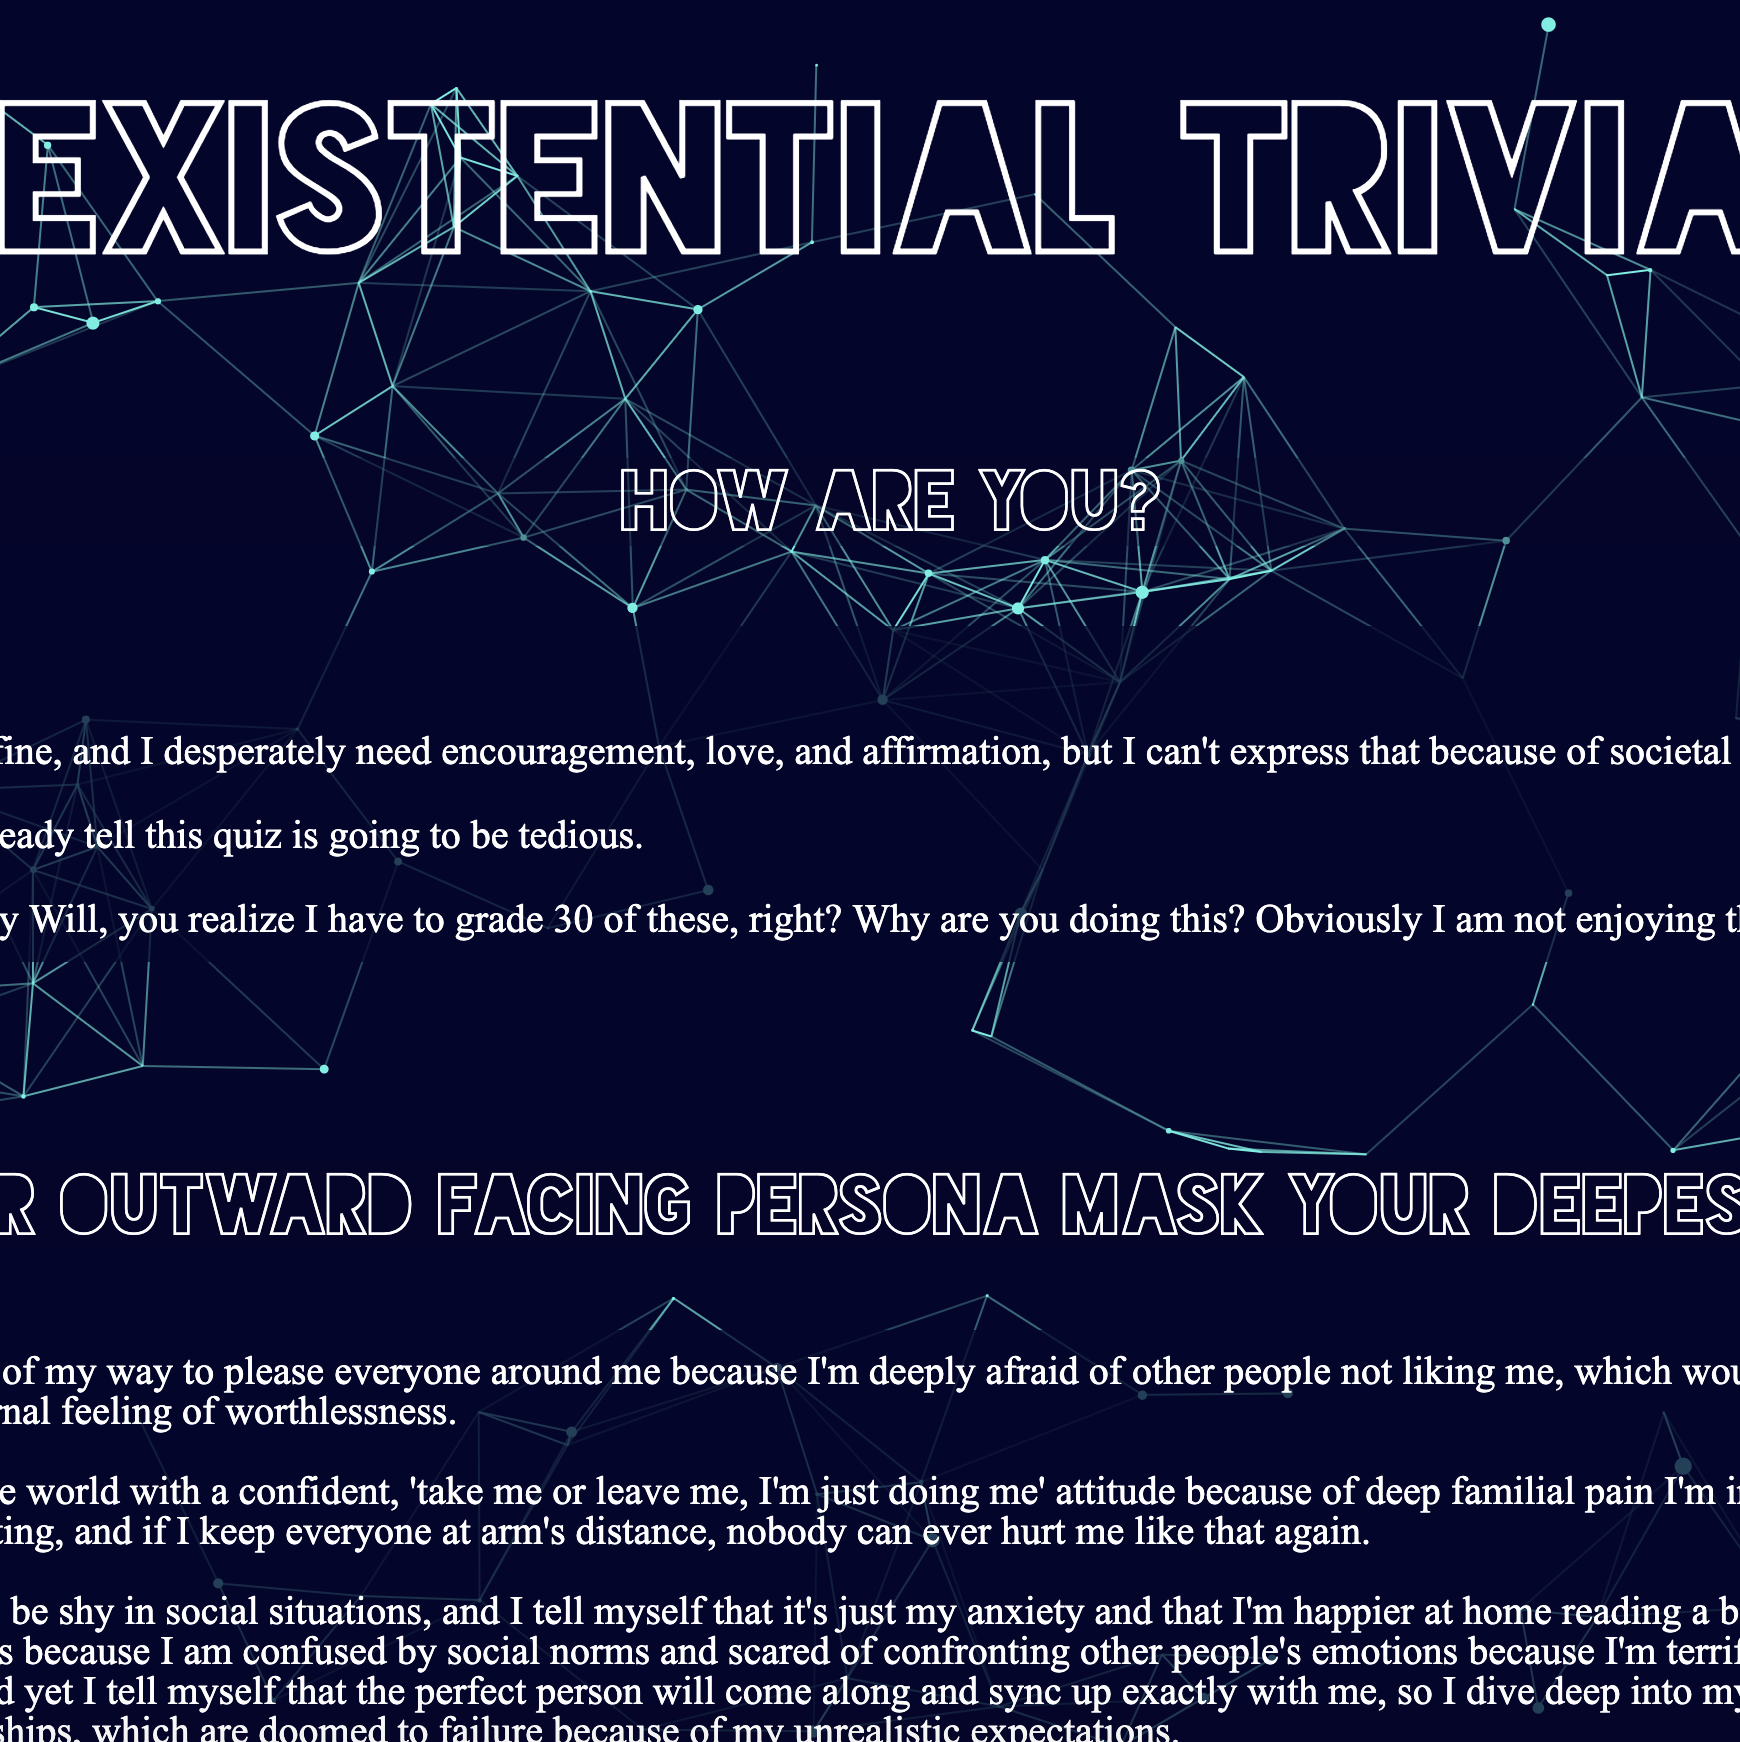 EXISTENTIAL TRIVIA
HOW ARE YOU?
fine, and I desperately need encouragement, love, and affirmation, but I can't express that because of societal
eady tell this quiz is going to be tedious.
y Will, you realize I have to grade 30 of these, right? Why are you doing this? Obviously I am not enjoying th
R OUTWARD FACING PERSONA MASK YOUR DEEPES
of my way to please everyone around me because I'm deeply afraid of other people not liking me, which wou
rnal feeling of worthlessness.
e world with a confident, 'take me or leave me, I'm just doing me' attitude because of deep familial pain I'm in
ting, and if I keep everyone at arm's distance, nobody can ever hurt me like that again.
be shy in social situations, and I tell myself that it's just my anxiety and that I'm happier at home reading a b
s because I am confused by social norms and scared of confronting other people's emotions because I'm terrif
d yet I tell myself that the perfect person will come along and sync up exactly with me, so I dive deep into my
ships, which are doomed to failure because of my unrealistic expectations.